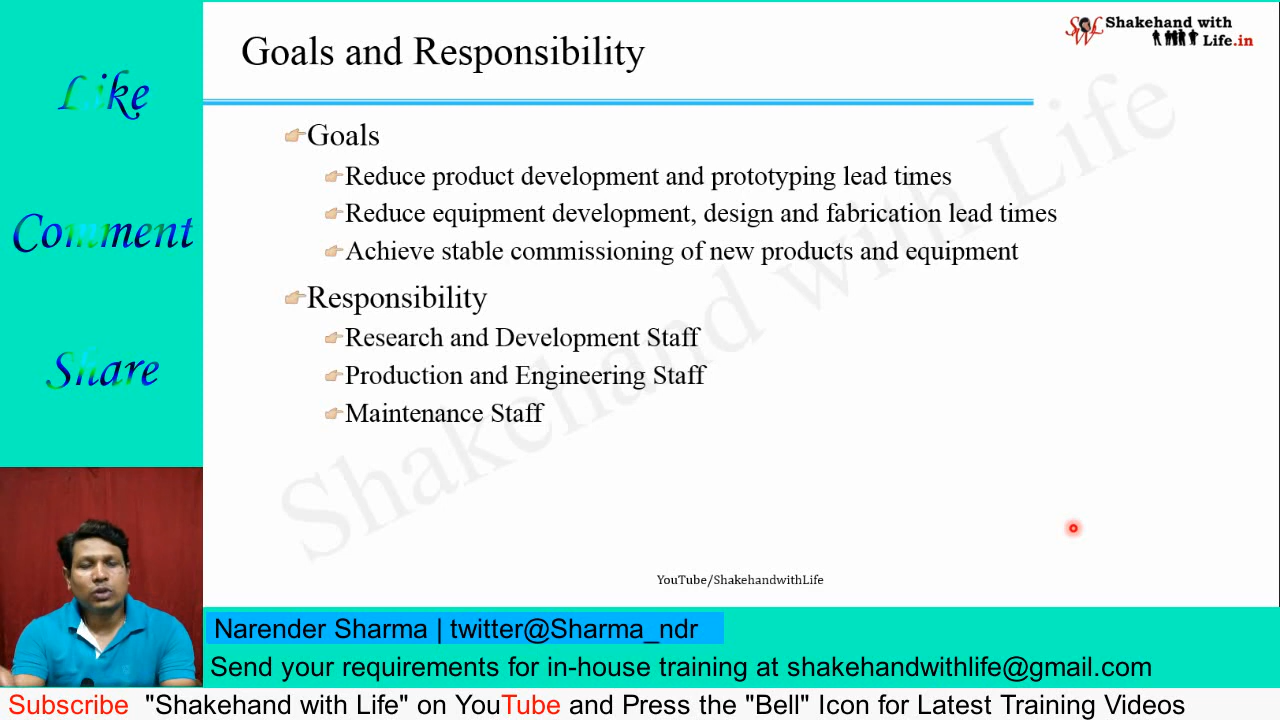 Like
Comment
Share
Goals and Responsibility
Shakehand with
Life.in
SWL
Goals
Reduce product development and prototyping lead times
Reduce equipment development, design and fabrication lead times
Achieve stable commissioning of new products and equipment
Responsibility
Research and Development Staff
Production and Engineering Staff
Maintenance Staff
Shakehand with Life
YouTube/ShakehandwithLife
Narender Sharma | twitter@Sharma_ndr
Send your requirements for in-house training at shakehandwithlife@gmail.com
Subscribe "Shakehand with Life" on YouTube and Press the "Bell" Icon for Latest Training Videos